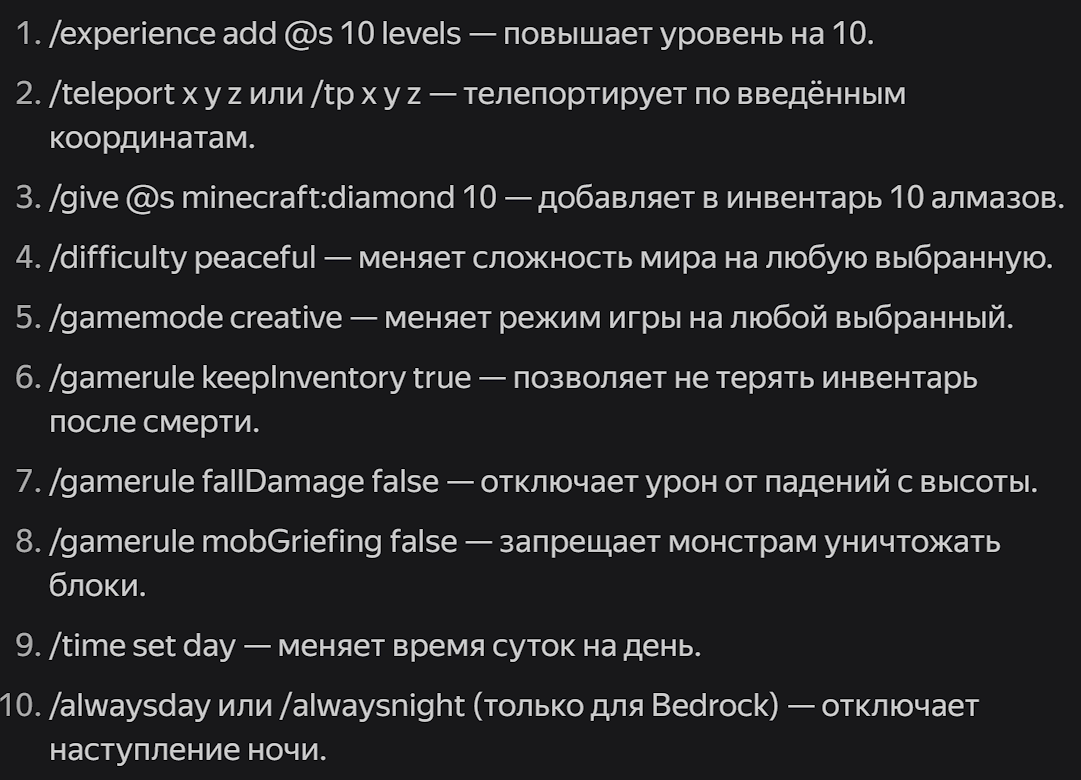 1. /experience add @s 10 levels — повышает уровень на 10.
2. /teleport x y z или /tp x y z — телепортирует по введённым
координатам.
3. /give @s minecraft:diamond 10 — добавляет в инвентарь 10 алмазов.
4. /difficulty peaceful — меняет сложность мира на любую выбранную.
5. /gamemode creative — меняет режим игры на любой выбранный.
6. /gamerule keepInventory true — позволяет не терять инвентарь
после смерти.
7. /gamerule fallDamage false — отключает урон от падений с высоты.
8. /gamerule mobGriefing false — запрещает монстрам уничтожать
блоки.
9. /time set day — меняет время суток на день.
10. /alwaysday или /alwaysnight (только для Bedrock) — отключает
наступление ночи.